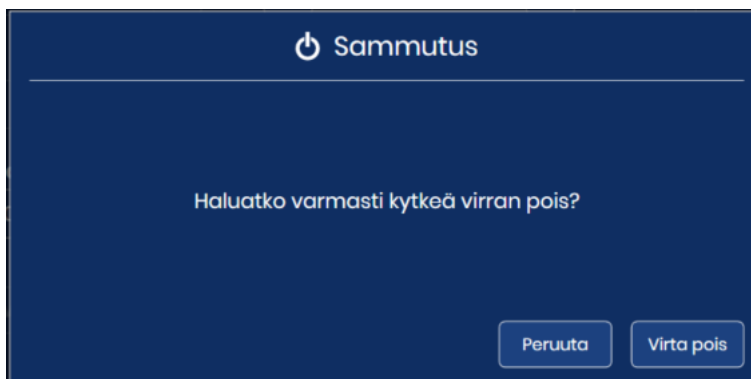 Sammutus
Haluatko varmasti kytkeä virran pois?
Peruuta
Virta pois